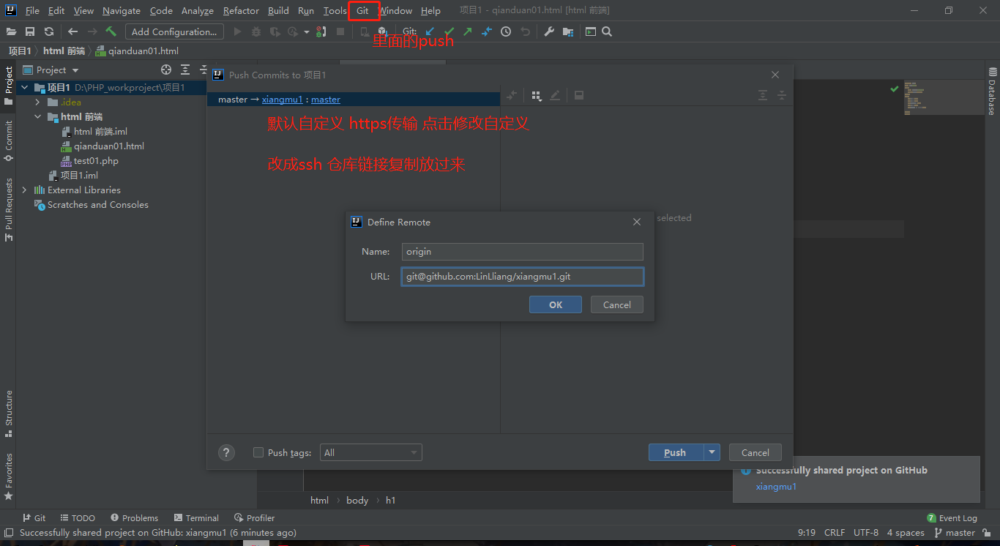 File Edit View Navigate Code Analyze Refactor Build Run Tools Git Window Help 项目1 - qianduan01.html [html 前端]
Add Configuration... Git:
里面的push
项目1 html 前端 qianduan01.html
Project
Push Commits to 项目1
项目1 D:\PHP_workproject\项目1
master → xiangmu1 : master
.idea
html 前端
默认自定义 https传输 点击修改自定义
html 前端.iml
qianduan01.html
test01.php
改成ssh 仓库链接复制放过来
项目1.iml
External Libraries
Scratches and Consoles
selected
Define Remote
Name: origin
URL: git@github.com:LinLliang/xiangmu1.git
OK Cancel
Project
Commit
Pull Requests
Structure
Favorites
Database
? Push tags: All Push Cancel
Successfully shared project on GitHub
xiangmu1
html body h1
Git TODO Problems Terminal Profiler 7 Event Log
Successfully shared project on GitHub: xiangmu1 (6 minutes ago) 9:19 CRLF UTF-8 4 spaces master